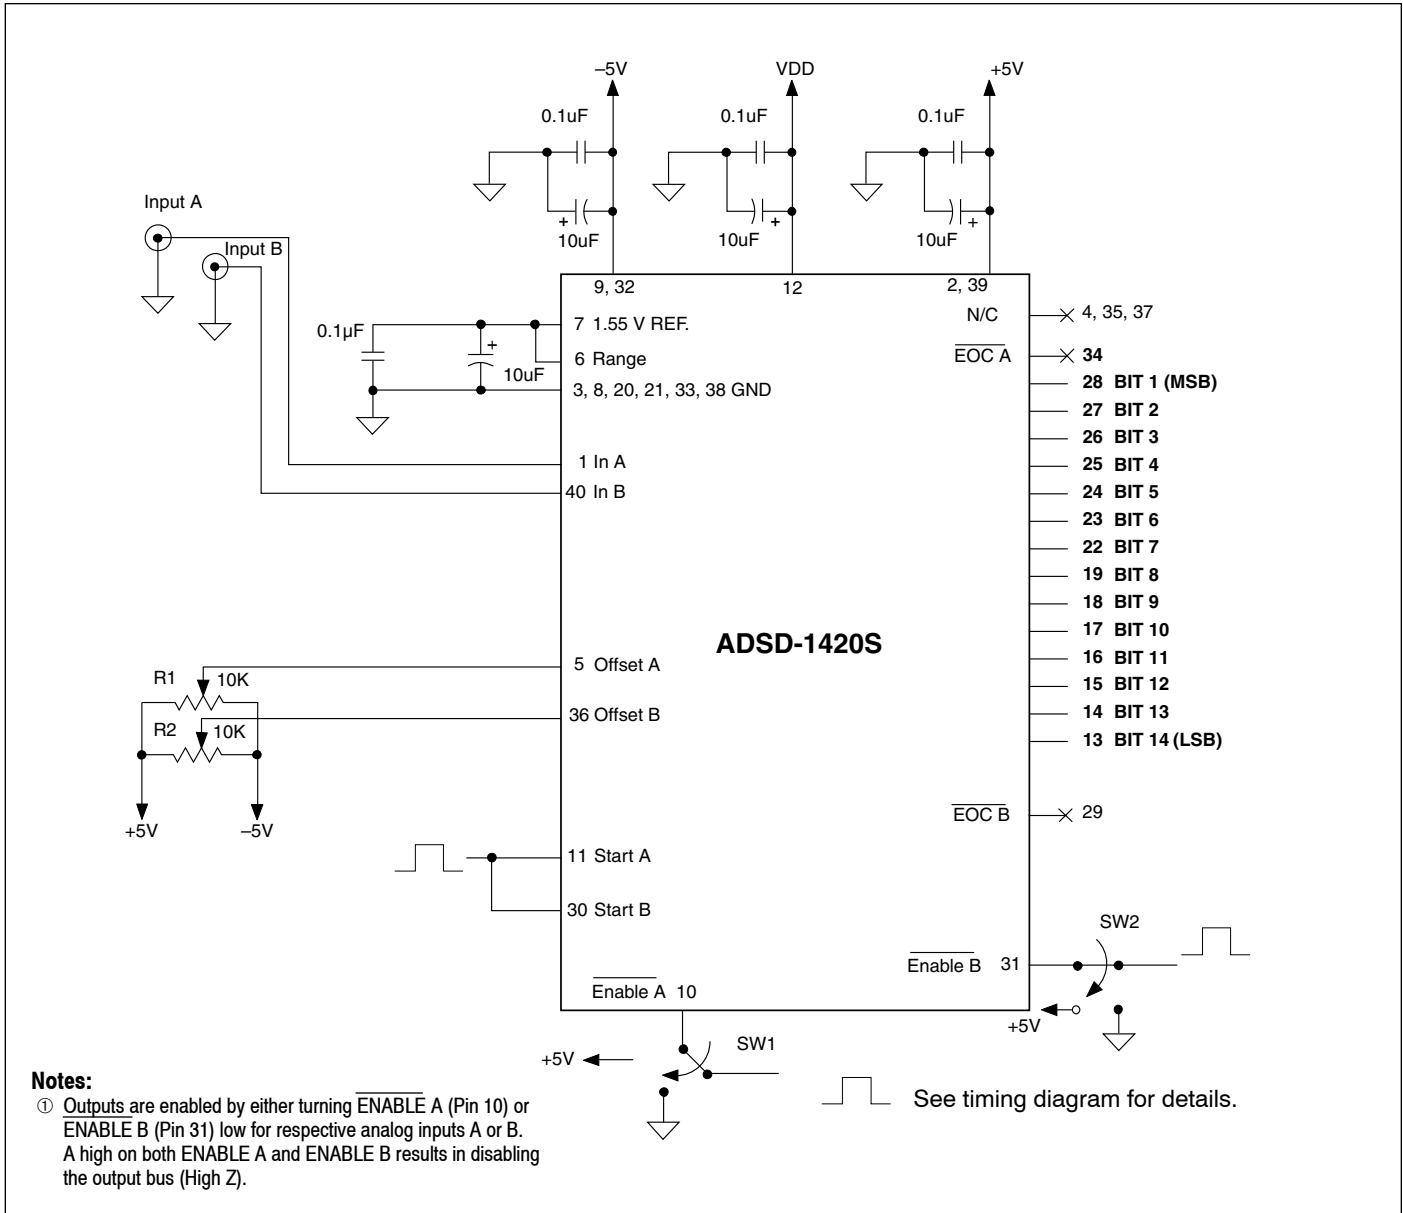 –5V
VDD
+5V
0.1uF
0.1uF
0.1uF
+
10uF
10uF
+
10uF
+
Input A
Input B
9, 32
12
2, 39
0.1µF
+
10uF
7 1.55 V REF.
6 Range
3, 8, 20, 21, 33, 38 GND
1 In A
40 In B
N/C
4, 35, 37
EOC A
34
28 BIT 1 (MSB)
27 BIT 2
26 BIT 3
25 BIT 4
24 BIT 5
23 BIT 6
22 BIT 7
19 BIT 8
18 BIT 9
17 BIT 10
16 BIT 11
15 BIT 12
14 BIT 13
13 BIT 14 (LSB)
ADSD-1420S
5 Offset A
36 Offset B
R1
10K
R2
10K
+5V
–5V
EOC B
29
11 Start A
30 Start B
Enable B 31
SW2
+5V
Enable A 10
+5V
SW1
See timing diagram for details.
Notes:
① Outputs are enabled by either turning ENABLE A (Pin 10) or
ENABLE B (Pin 31) low for respective analog inputs A or B.
A high on both ENABLE A and ENABLE B results in disabling
the output bus (High Z).